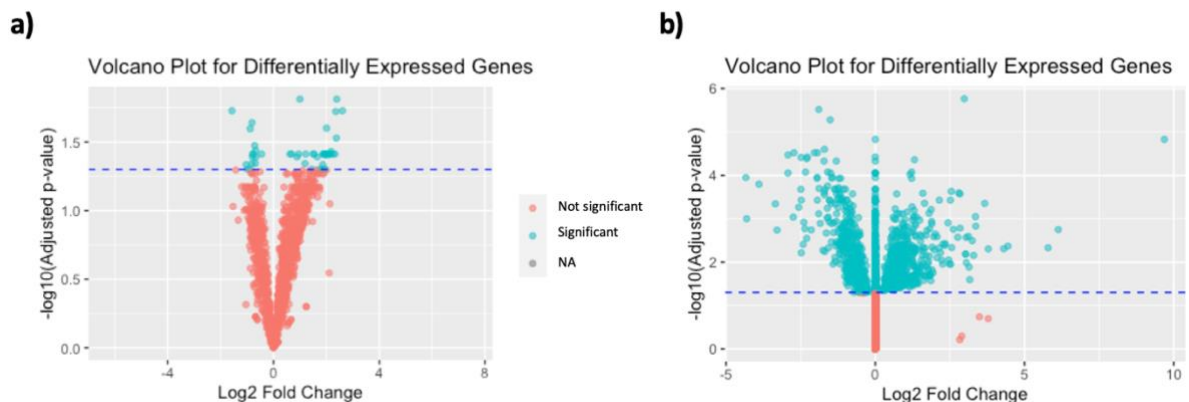 a)
Volcano Plot for Differentially Expressed Genes
-log10(Adjusted p-value)
1.5
1.0
0.5
0.0
-4
0
4
8
Log2 Fold Change
Not significant
Significant
NA
b)
Volcano Plot for Differentially Expressed Genes
-log10(Adjusted p-value)
6
4
2
0
-5
0
5
10
Log2 Fold Change